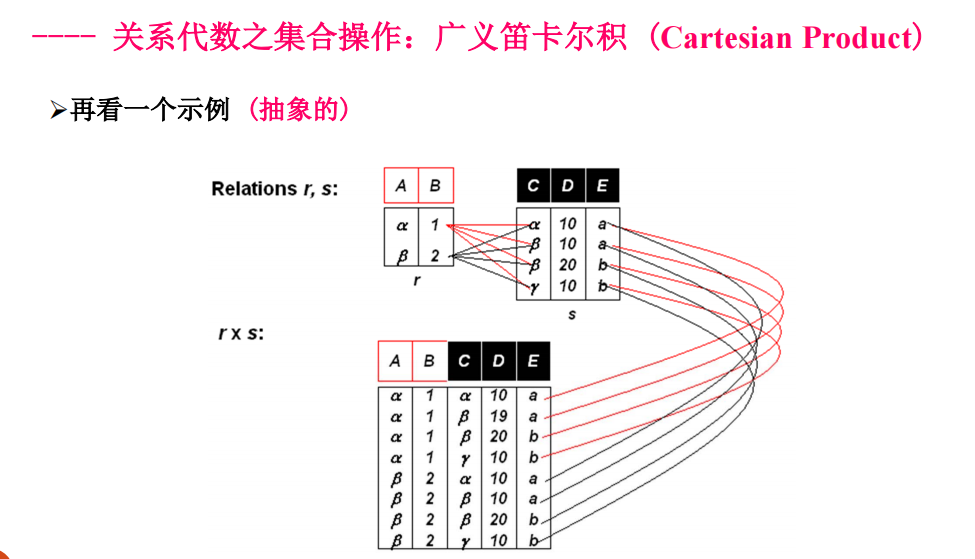 ---- 关系代数之集合操作：广义笛卡尔积 (Cartesian Product)
➢再看一个示例 (抽象的)
Relations r, s:
A B
α 1
β 2
r
C D E
α 10 a
β 10 a
β 20 b
γ 10 b
s
r x s:
A B C D E
α 1 α 10 a
α 1 β 19 a
α 1 β 20 b
α 1 γ 10 b
β 2 α 10 a
β 2 β 10 a
β 2 β 20 b
β 2 γ 10 b